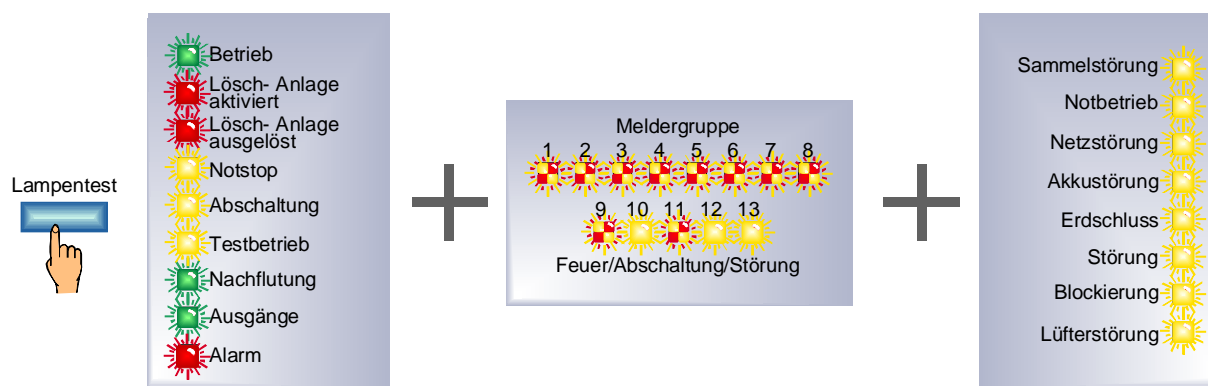 Lampentest
Betrieb
Lösch- Anlage
aktiviert
Lösch- Anlage
ausgelöst
Notstop
Abschaltung
Testbetrieb
Nachflutung
Ausgänge
Alarm
Meldergruppe
1 2 3 4 5 6 7 8
9 10 11 12 13
Feuer/Abschaltung/Störung
Sammelstörung
Notbetrieb
Netzstörung
Akkustörung
Erdschluss
Störung
Blockierung
Lüfterstörung